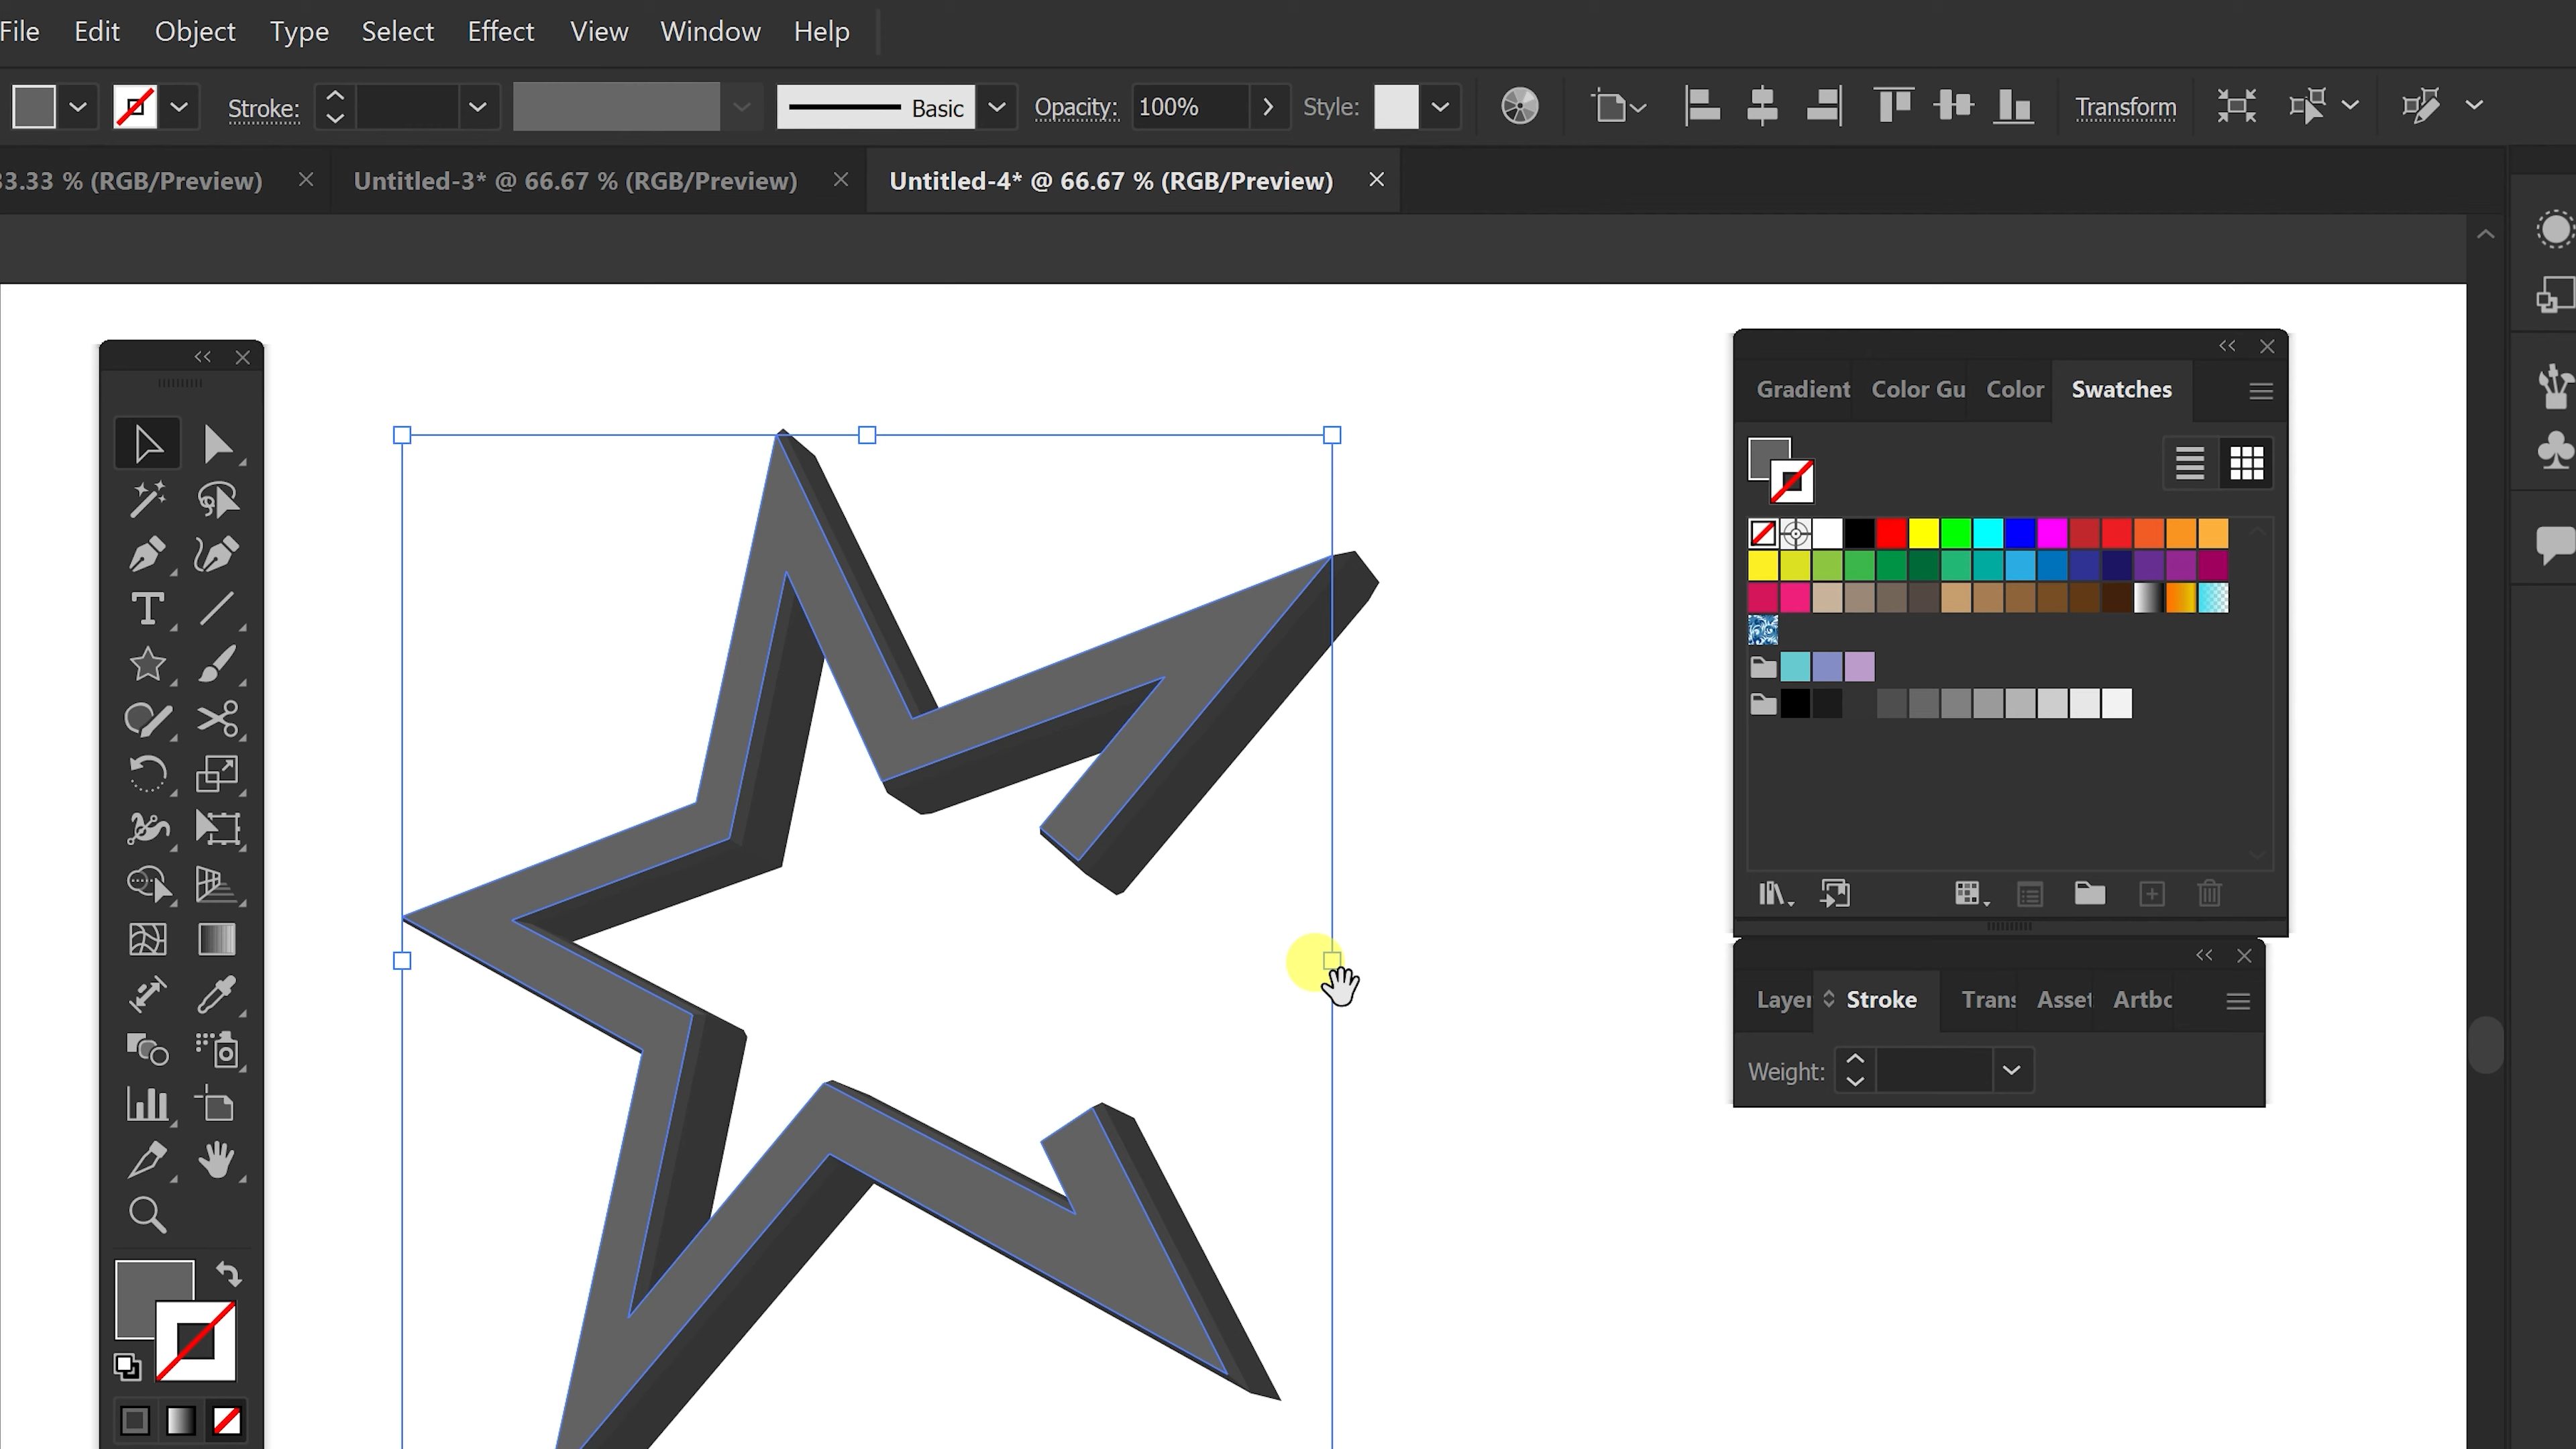 File Edit Object Type Select Effect View Window Help
Stroke: Basic Opacity: 100% Style: Transform
33.33 % (RGB/Preview) × Untitled-3* @ 66.67 % (RGB/Preview) × Untitled-4* @ 66.67 % (RGB/Preview) ×
Gradient Color Gu Color Swatches
Layer Stroke Trans Asset Artbc
Weight: